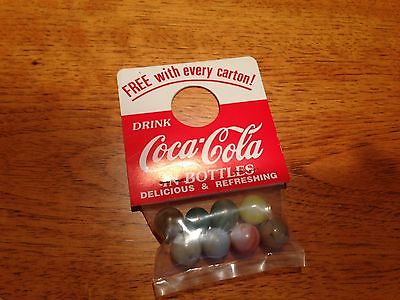 FREE with every carton!
DRINK
Coca-Cola
IN BOTTLES
DELICIOUS & REFRESHING